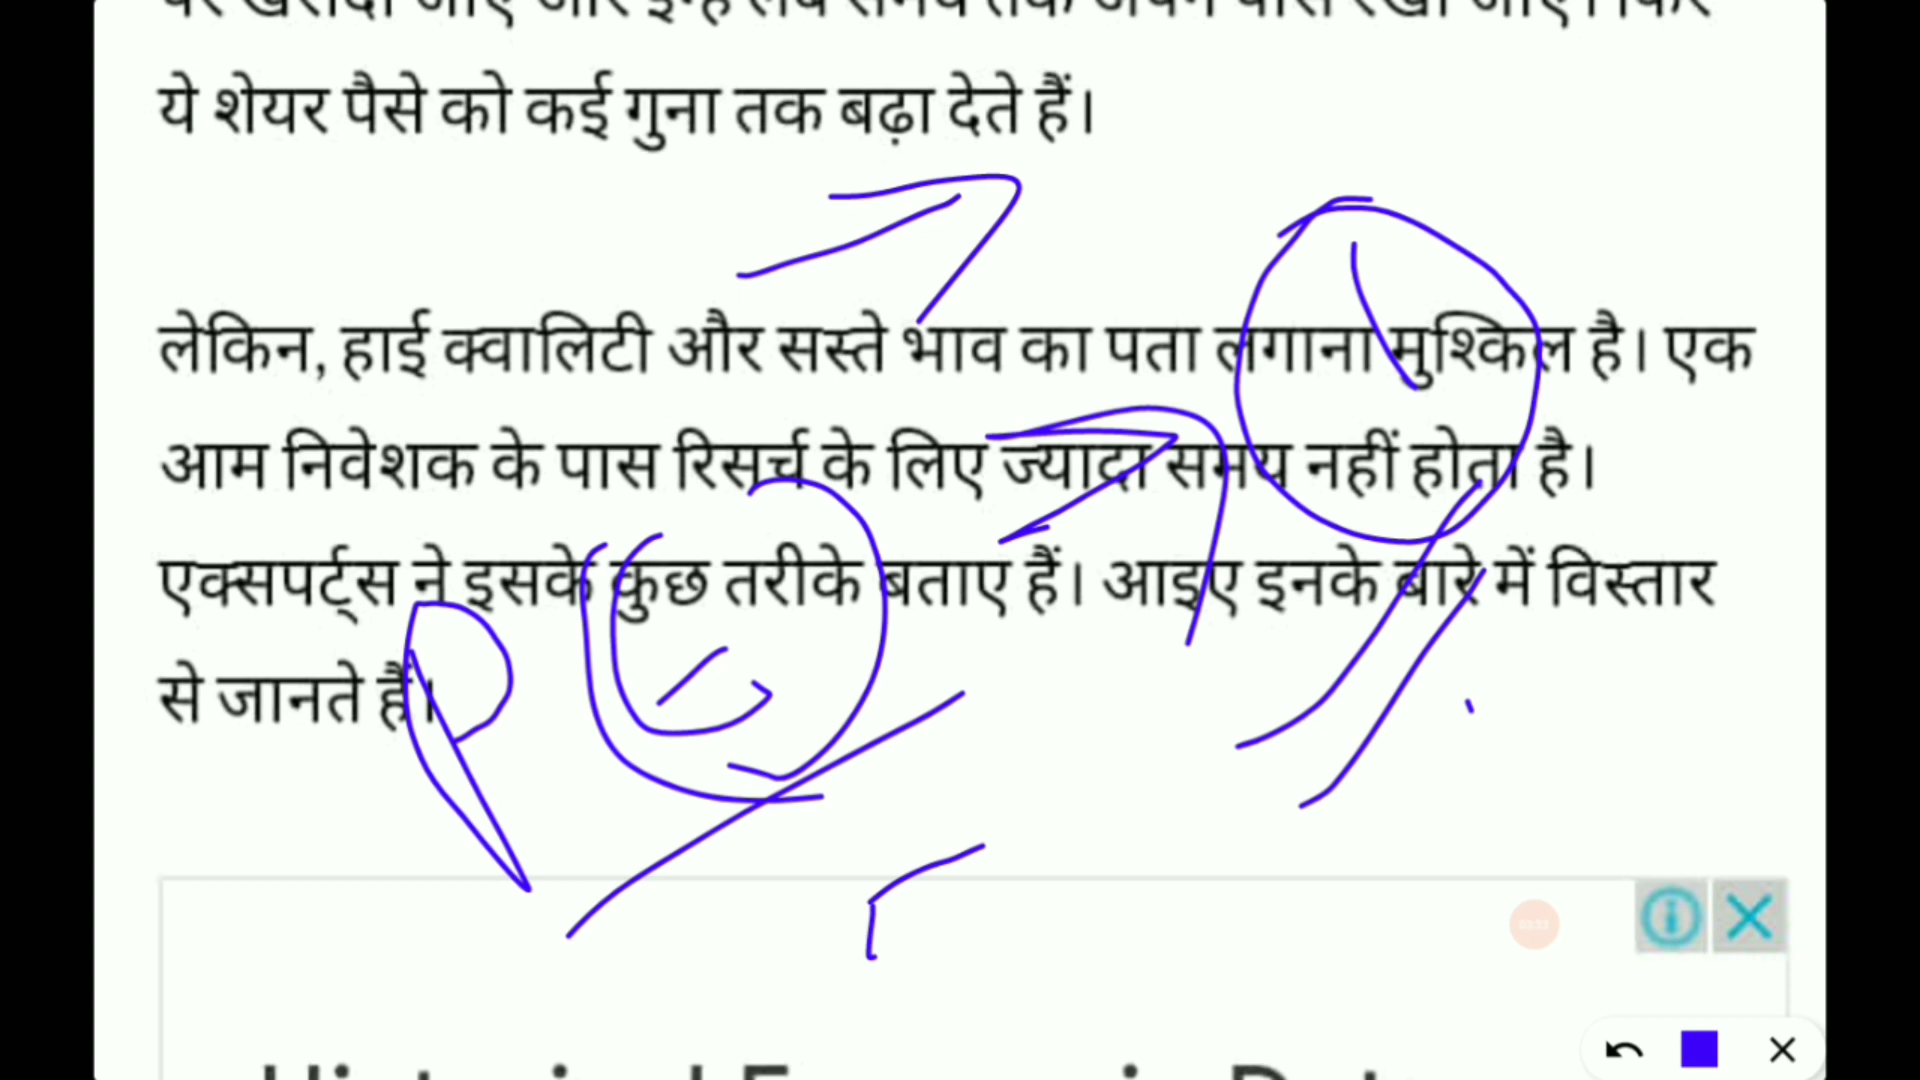 ये शेयर पैसे को कई गुना तक बढ़ा देते हैं।
लेकिन, हाई क्वालिटी और सस्ते भाव का पता लगाना मुश्किल है। एक
आम निवेशक के पास रिसर्च के लिए ज्यादा समय नहीं होता है।
एक्सपर्ट्स ने इसके कुछ तरीके बताए हैं। आइए इनके बारे में विस्तार
से जानते हैं।